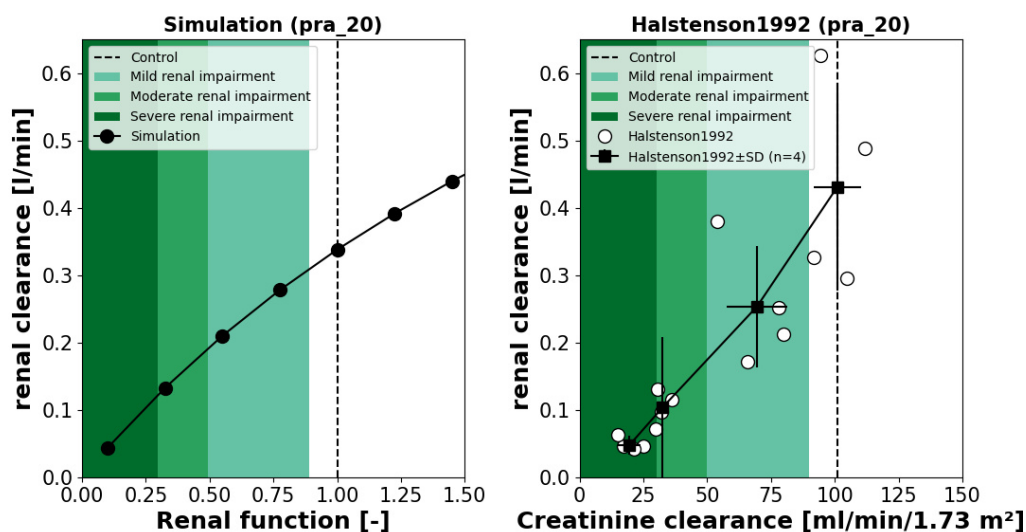 Simulation (pra_20)
renal clearance [l/min]
0.6
0.5
0.4
0.3
0.2
0.1
0.0
Control
Mild renal impairment
Moderate renal impairment
Severe renal impairment
Simulation
0.00 0.25 0.50 0.75 1.00 1.25 1.50
Renal function [-]
Halstenson1992 (pra_20)
renal clearance [l/min]
0.6
0.5
0.4
0.3
0.2
0.1
0.0
Control
Mild renal impairment
Moderate renal impairment
Severe renal impairment
Halstenson1992
Halstenson1992±SD (n=4)
0 25 50 75 100 125 150
Creatinine clearance [ml/min/1.73 m²]